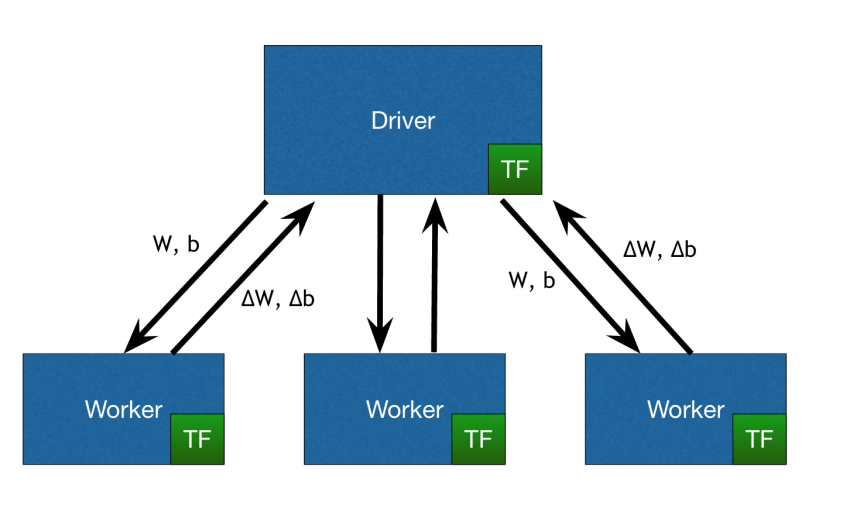 Driver
TF
W, b
ΔW, Δb
W, b
ΔW, Δb
Worker
TF
Worker
TF
Worker
TF